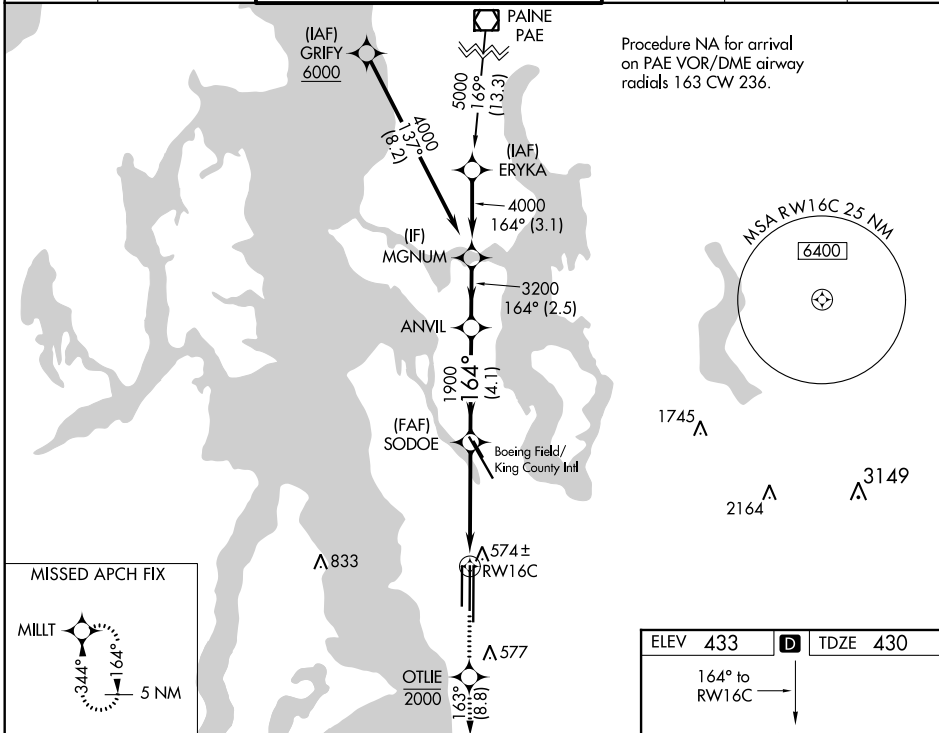 PAINE
PAE
(IAF)
GRIFY
6000
Procedure NA for arrival
on PAE VOR/DME airway
radials 163 CW 236.
5000
169°
(13.3)
4000
137°
(8.2)
(IAF)
ERYKA
4000
164° (3.1)
(IF)
MGNUM
3200
164° (2.5)
ANVIL
MSA RW16C 25 NM
6400
1900
164°
(4.1)
(FAF)
SODOE
Boeing Field/
King County Intl
1745
2164
3149
574±
RW16C
833
577
OTLIE
2000
163°
(8.8)
MISSED APCH FIX
MILLT
344°
164°
5 NM
ELEV 433 D TDZE 430
164° to
RW16C